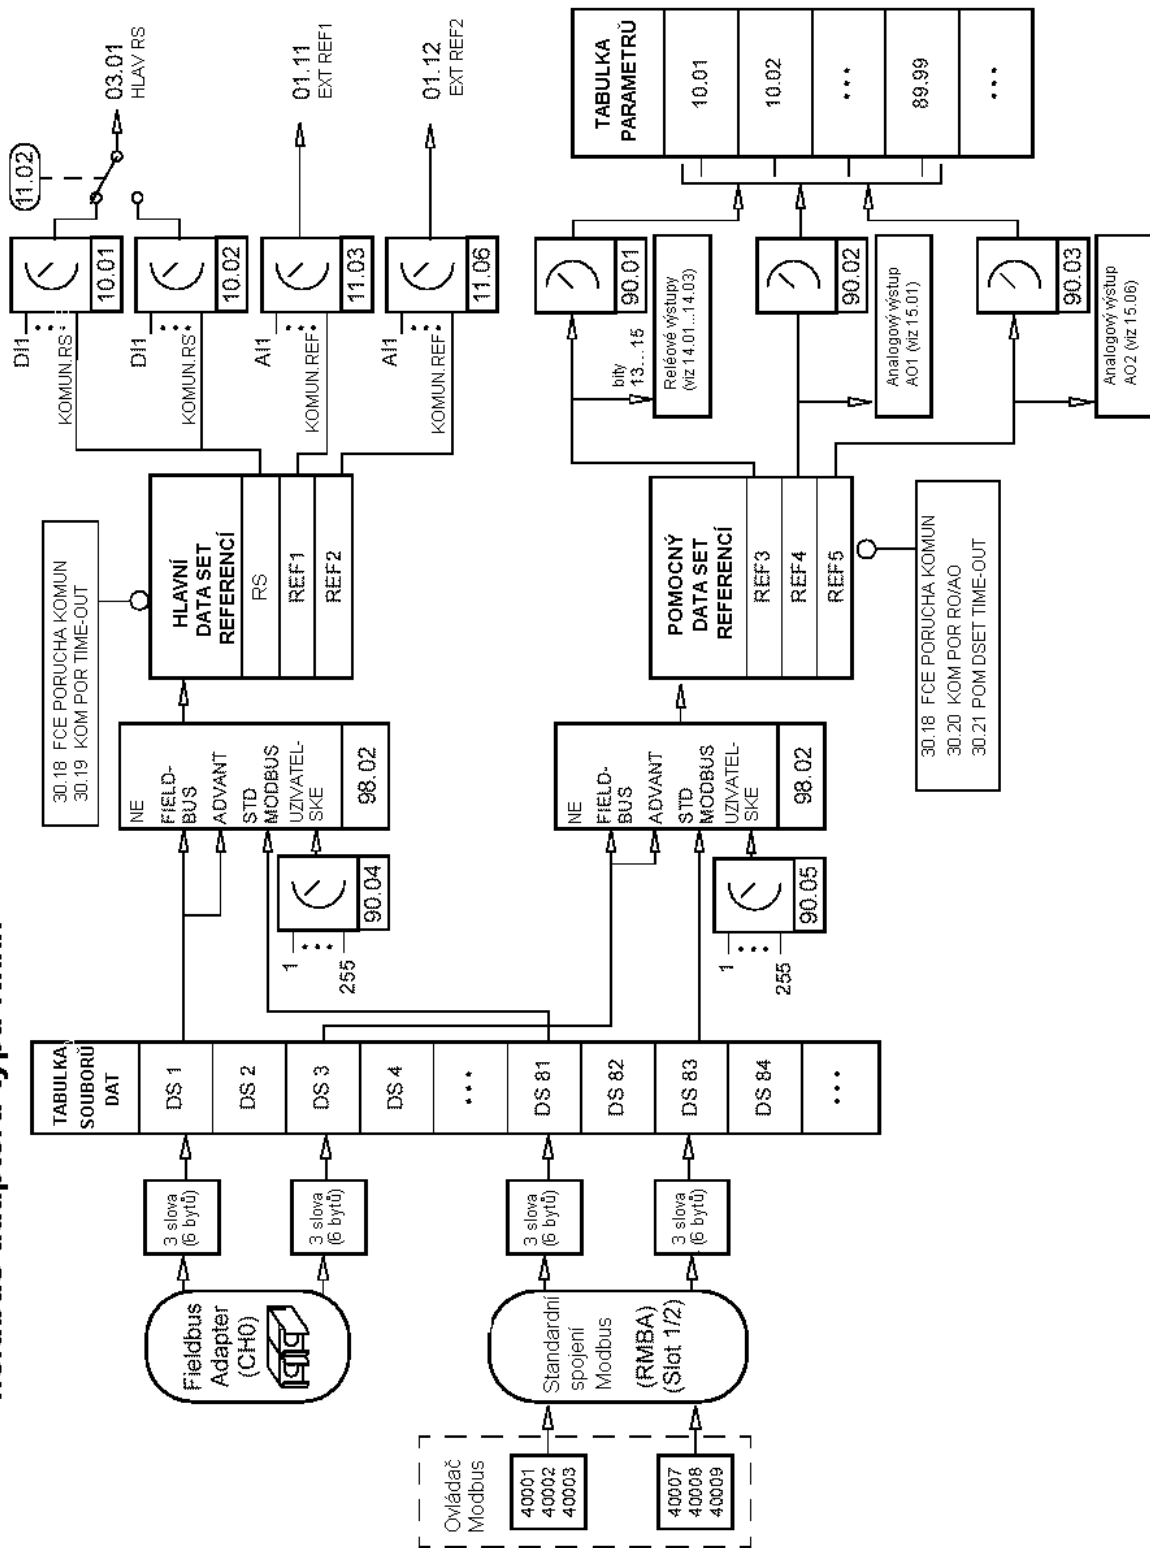 Ovládač
Modbus
40001
40002
40003
40007
40008
40009
Fieldbus
Adapter
(CH0)
Standardní
spojení
Modbus
(RMBA)
(Slot 1/2)
3 slova
(6 bytů)
3 slova
(6 bytů)
3 slova
(6 bytů)
3 slova
(6 bytů)
TABULKA
SOUBORŮ
DAT
DS 1
DS 2
DS 3
DS 4
•••
DS 81
DS 82
DS 83
DS 84
•••
1
•••
255
90.04
1
•••
255
90.05
NE
FIELD-
BUS
ADVANT
STD
MODBUS
UZIVATEL-
SKE
98.02
NE
FIELD-
BUS
ADVANT
STD
MODBUS
UZIVATEL-
SKE
98.02
30.18 FCE PORUCHA KOMUN
30.19 KOM POR TIME-OUT
HLAVNÍ
DATA SET
REFERENCÍ
RS
REF1
REF2
POMOCNÝ
DATA SET
REFERENCÍ
REF3
REF4
REF5
30.18 FCE PORUCHA KOMUN
30.20 KOM POR RO/AO
30.21 POM DSET TIME-OUT
DI1
•••
KOMUN.RS
10.01
DI1
•••
KOMUN.RS
10.02
AI1
•••
KOMUN.REF
11.03
AI1
•••
KOMUN.REF
11.06
11.02
03.01
HLAV RS
01.11
EXT REF1
01.12
EXT REF2
bity
13...15
Reléové výstupy
(viz 14.01...14.03)
90.01
Analogový výstup
AO1 (viz 15.01)
90.02
Analogový výstup
AO2 (viz 15.06)
90.03
TABULKA
PARAMETRŮ
10.01
10.02
•••
89.99
•••